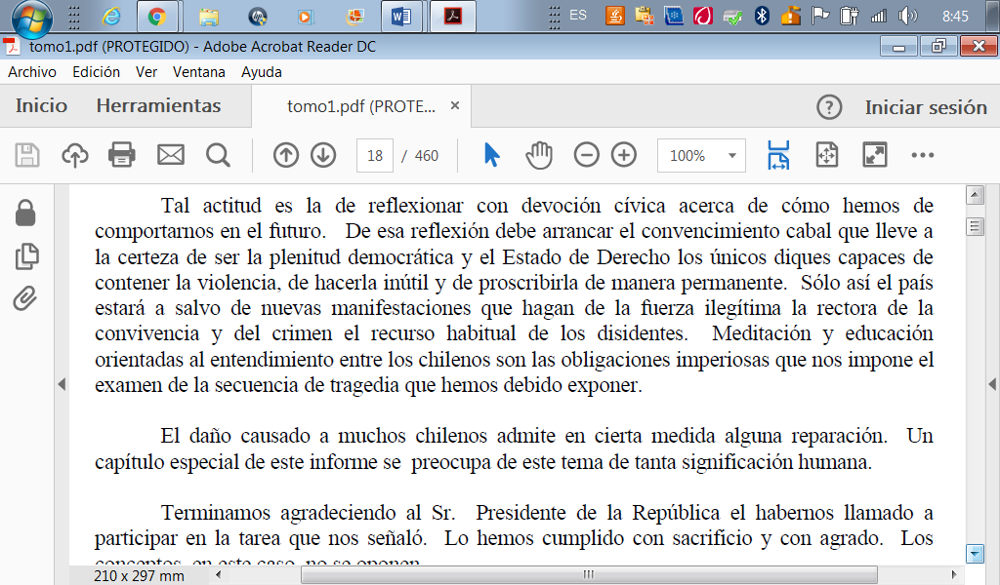 ES 8:45
tomo1.pdf (PROTEGIDO) - Adobe Acrobat Reader DC
Archivo Edición Ver Ventana Ayuda
Inicio Herramientas tomo1.pdf (PROTE... × ? Iniciar sesión
18 / 460 100%
Tal actitud es la de reflexionar con devoción cívica acerca de cómo hemos de
comportarnos en el futuro. De esa reflexión debe arrancar el convencimiento cabal que lleve a
la certeza de ser la plenitud democrática y el Estado de Derecho los únicos diques capaces de
contener la violencia, de hacerla inútil y de proscribirla de manera permanente. Sólo así el país
estará a salvo de nuevas manifestaciones que hagan de la fuerza ilegítima la rectora de la
convivencia y del crimen el recurso habitual de los disidentes. Meditación y educación
orientadas al entendimiento entre los chilenos son las obligaciones imperiosas que nos impone el
examen de la secuencia de tragedia que hemos debido exponer.
El daño causado a muchos chilenos admite en cierta medida alguna reparación. Un
capítulo especial de este informe se preocupa de este tema de tanta significación humana.
Terminamos agradeciendo al Sr. Presidente de la República el habernos llamado a
participar en la tarea que nos señaló. Lo hemos cumplido con sacrificio y con agrado. Los
conceptos, en este caso, no se oponen
210 x 297 mm